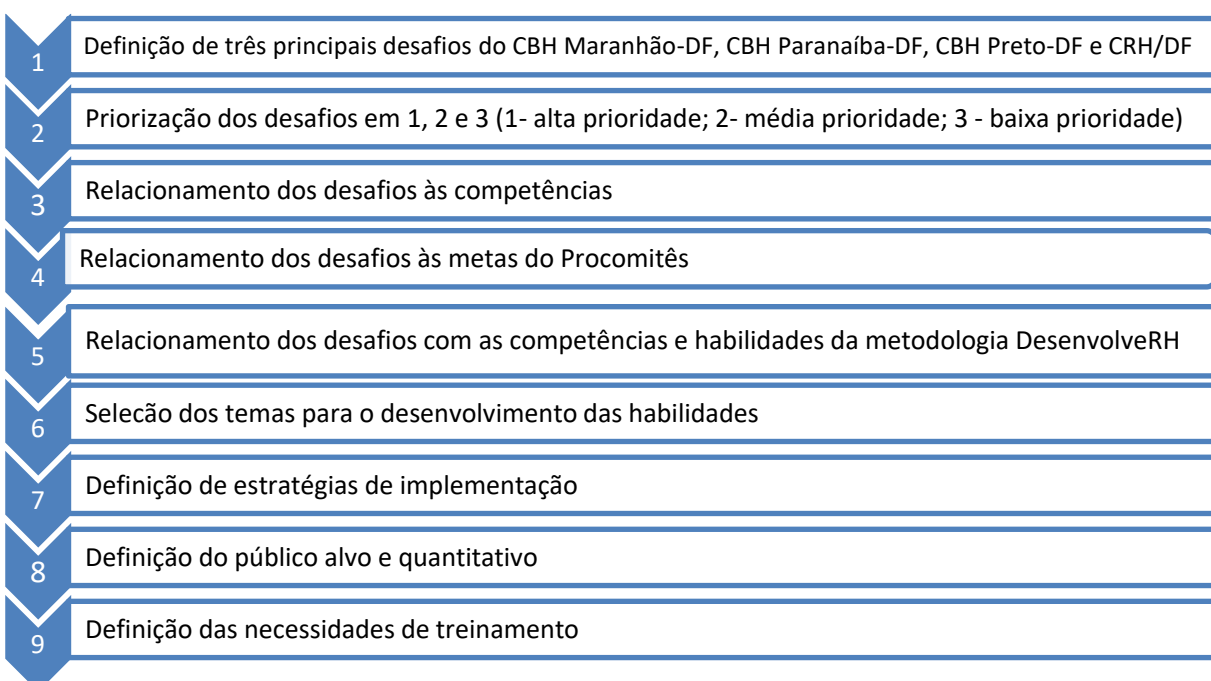 1
Definição de três principais desafios do CBH Maranhão-DF, CBH Paranaíba-DF, CBH Preto-DF e CRH/DF
2
Priorização dos desafios em 1, 2 e 3 (1- alta prioridade; 2- média prioridade; 3 - baixa prioridade)
3
Relacionamento dos desafios às competências
4
Relacionamento dos desafios às metas do Procomitês
5
Relacionamento dos desafios com as competências e habilidades da metodologia DesenvolveRH
6
Selecão dos temas para o desenvolvimento das habilidades
7
Definição de estratégias de implementação
8
Definição do público alvo e quantitativo
9
Definição das necessidades de treinamento